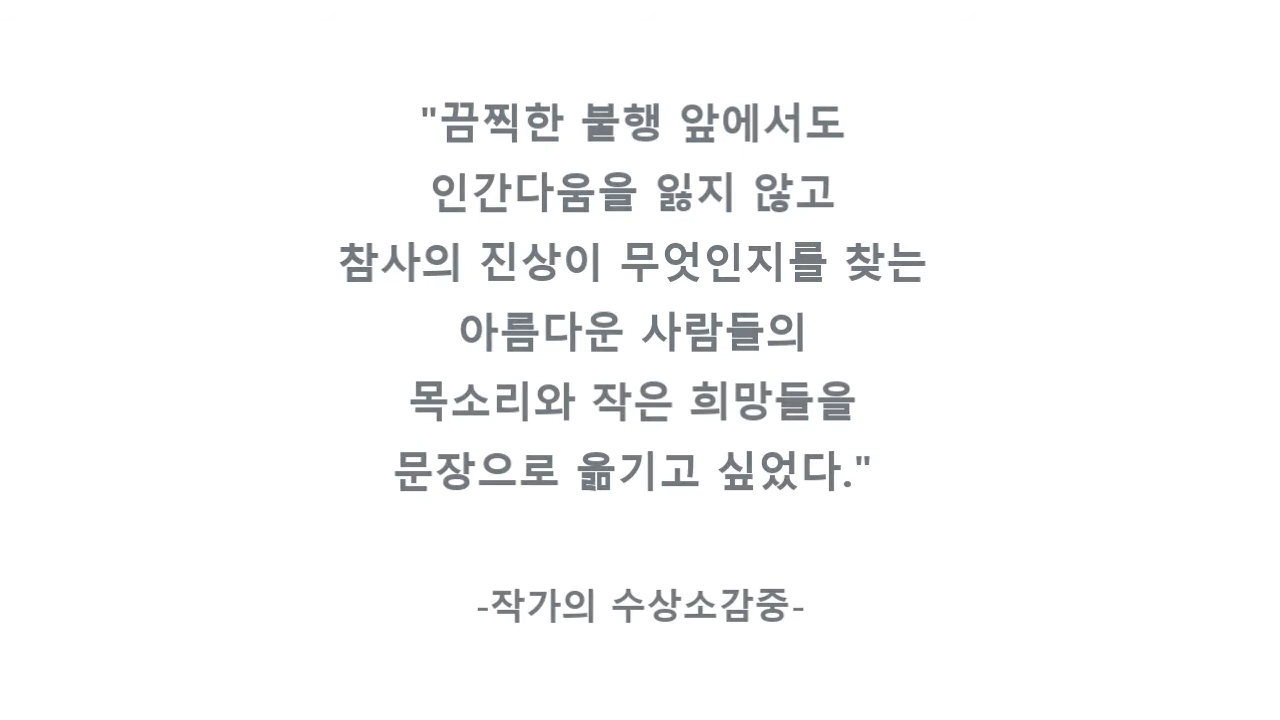 "끔찍한 불행 앞에서도
인간다움을 잃지 않고
참사의 진상이 무엇인지를 찾는
아름다운 사람들의
목소리와 작은 희망들을
문장으로 옮기고 싶었다."
-작가의 수상소감중-